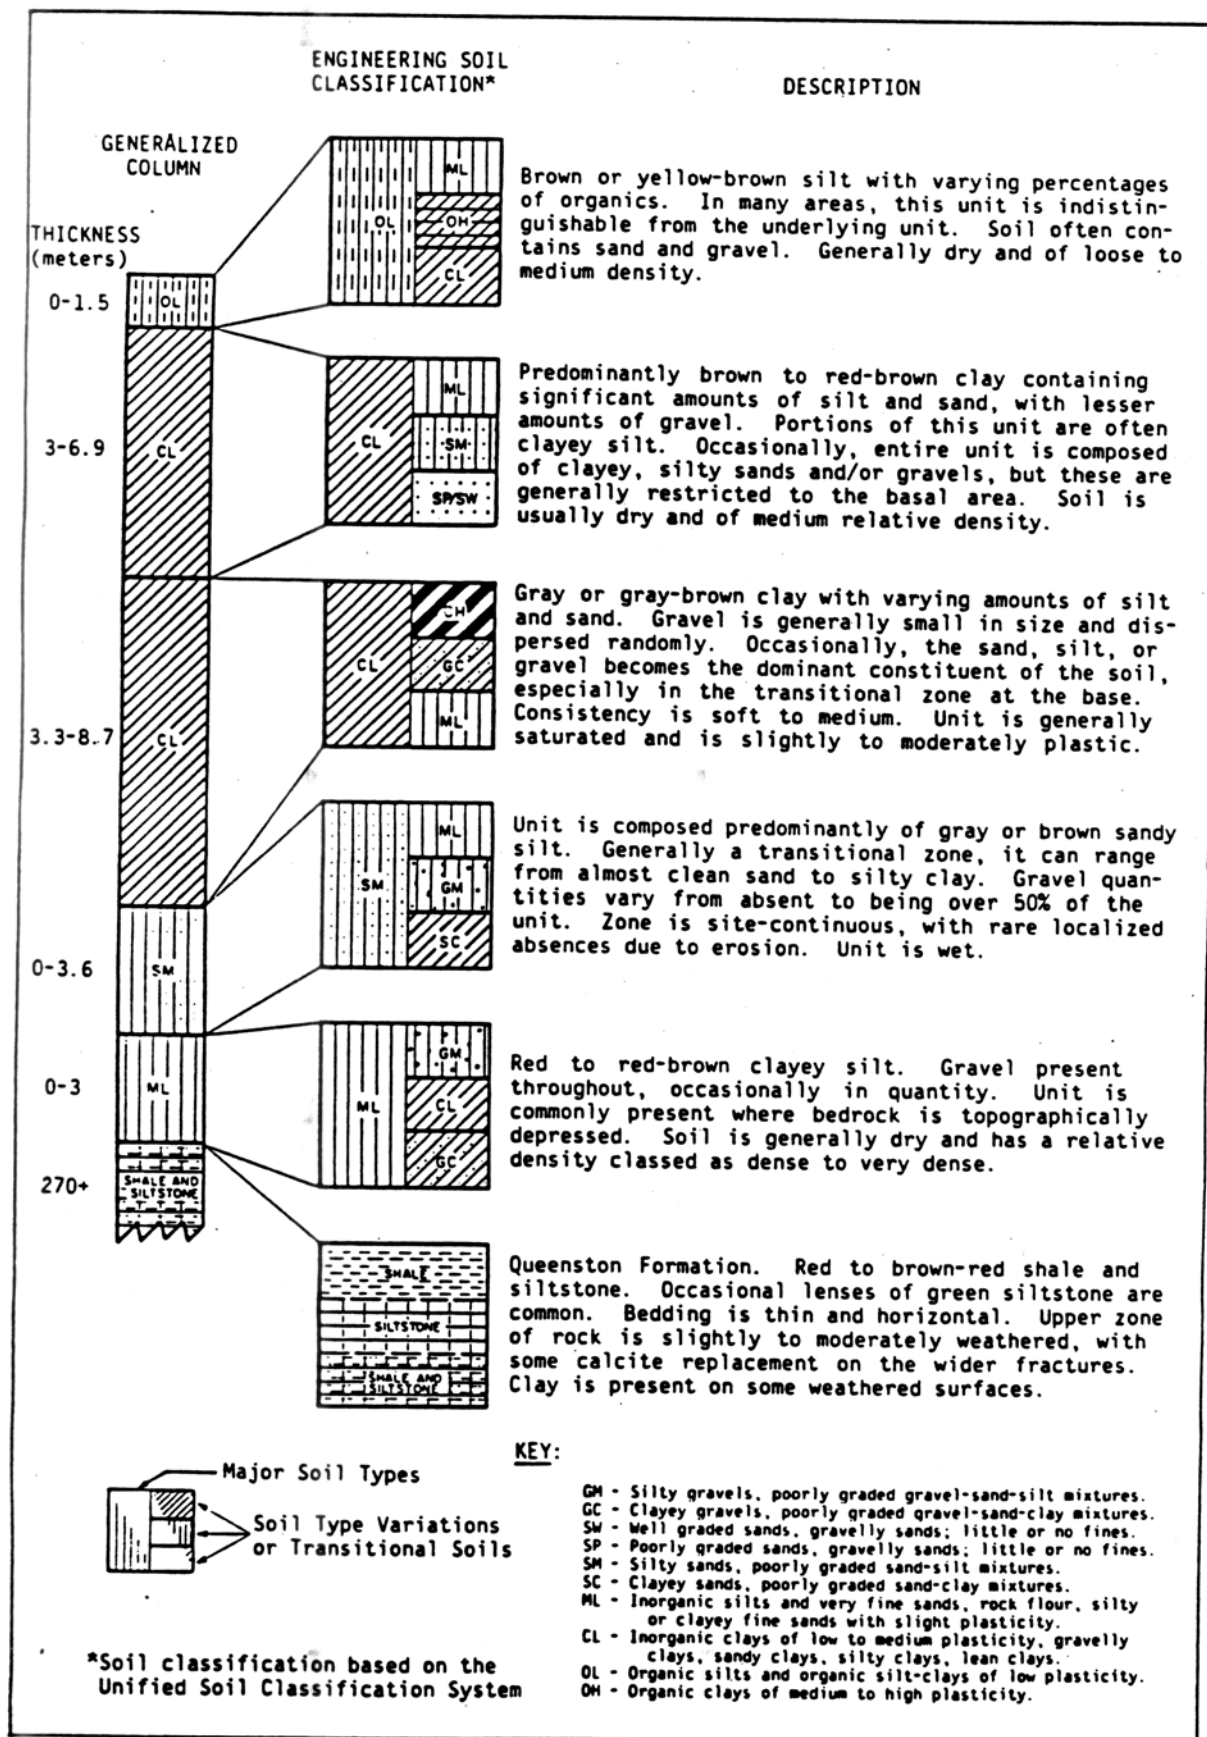 ENGINEERING SOIL
CLASSIFICATION*
DESCRIPTION
GENERALIZED
COLUMN
THICKNESS
(meters)
0-1.5
OL
3-6.9
CL
3.3-8.7
CL
0-3.6
SM
0-3
ML
270+
SHALE AND
SILTSTONE
OL
ML
OH
CL
Brown or yellow-brown silt with varying percentages
of organics. In many areas, this unit is indistin-
guishable from the underlying unit. Soil often con-
tains sand and gravel. Generally dry and of loose to
medium density.
CL
ML
SM
SP/SW
Predominantly brown to red-brown clay containing
significant amounts of silt and sand, with lesser
amounts of gravel. Portions of this unit are often
clayey silt. Occasionally, entire unit is composed
of clayey, silty sands and/or gravels, but these are
generally restricted to the basal area. Soil is
usually dry and of medium relative density.
CL
CH
GC
ML
Gray or gray-brown clay with varying amounts of silt
and sand. Gravel is generally small in size and dis-
persed randomly. Occasionally, the sand, silt, or
gravel becomes the dominant constituent of the soil,
especially in the transitional zone at the base.
Consistency is soft to medium. Unit is generally
saturated and is slightly to moderately plastic.
SM
ML
GM
SC
Unit is composed predominantly of gray or brown sandy
silt. Generally a transitional zone, it can range
from almost clean sand to silty clay. Gravel quan-
tities vary from absent to being over 50% of the
unit. Zone is site-continuous, with rare localized
absences due to erosion. Unit is wet.
ML
GM
CL
GC
Red to red-brown clayey silt. Gravel present
throughout, occasionally in quantity. Unit is
commonly present where bedrock is topographically
depressed. Soil is generally dry and has a relative
density classed as dense to very dense.
SHALE
SILTSTONE
SHALE AND
SILTSTONE
Queenston Formation. Red to brown-red shale and
siltstone. Occasional lenses of green siltstone are
common. Bedding is thin and horizontal. Upper zone
of rock is slightly to moderately weathered, with
some calcite replacement on the wider fractures.
Clay is present on some weathered surfaces.
Major Soil Types
Soil Type Variations
or Transitional Soils
*Soil classification based on the
Unified Soil Classification System
KEY:
GM - Silty gravels, poorly graded gravel-sand-silt mixtures.
GC - Clayey gravels, poorly graded gravel-sand-clay mixtures.
SW - Well graded sands, gravelly sands; little or no fines.
SP - Poorly graded sands, gravelly sands; little or no fines.
SM - Silty sands, poorly graded sand-silt mixtures.
SC - Clayey sands, poorly graded sand-clay mixtures.
ML - Inorganic silts and very fine sands, rock flour, silty
or clayey fine sands with slight plasticity.
CL - Inorganic clays of low to medium plasticity, gravelly
clays, sandy clays, silty clays, lean clays.
OL - Organic silts and organic silt-clays of low plasticity.
OH - Organic clays of medium to high plasticity.